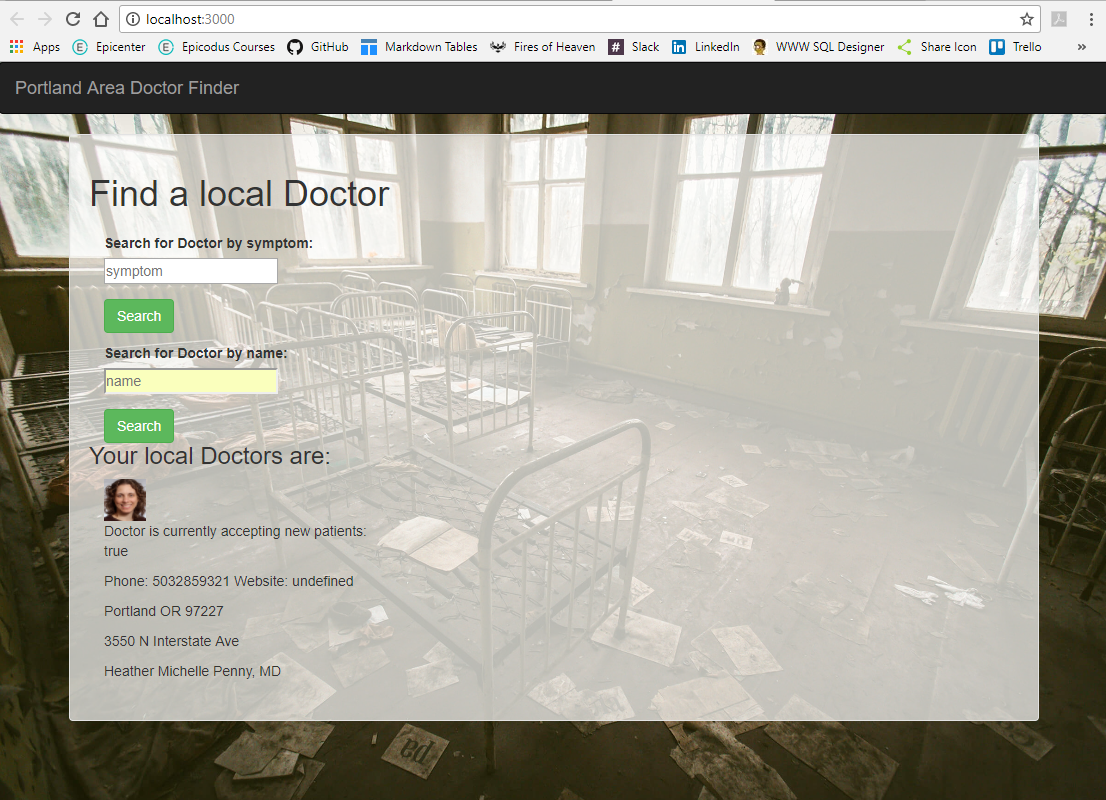 localhost:3000
Apps Epicenter Epicodus Courses GitHub Markdown Tables Fires of Heaven Slack LinkedIn WWW SQL Designer Share Icon Trello »
Portland Area Doctor Finder
Find a local Doctor
Search for Doctor by symptom:
symptom
Search
Search for Doctor by name:
name
Search
Your local Doctors are:
Doctor is currently accepting new patients:
true
Phone: 5032859321 Website: undefined
Portland OR 97227
3550 N Interstate Ave
Heather Michelle Penny, MD